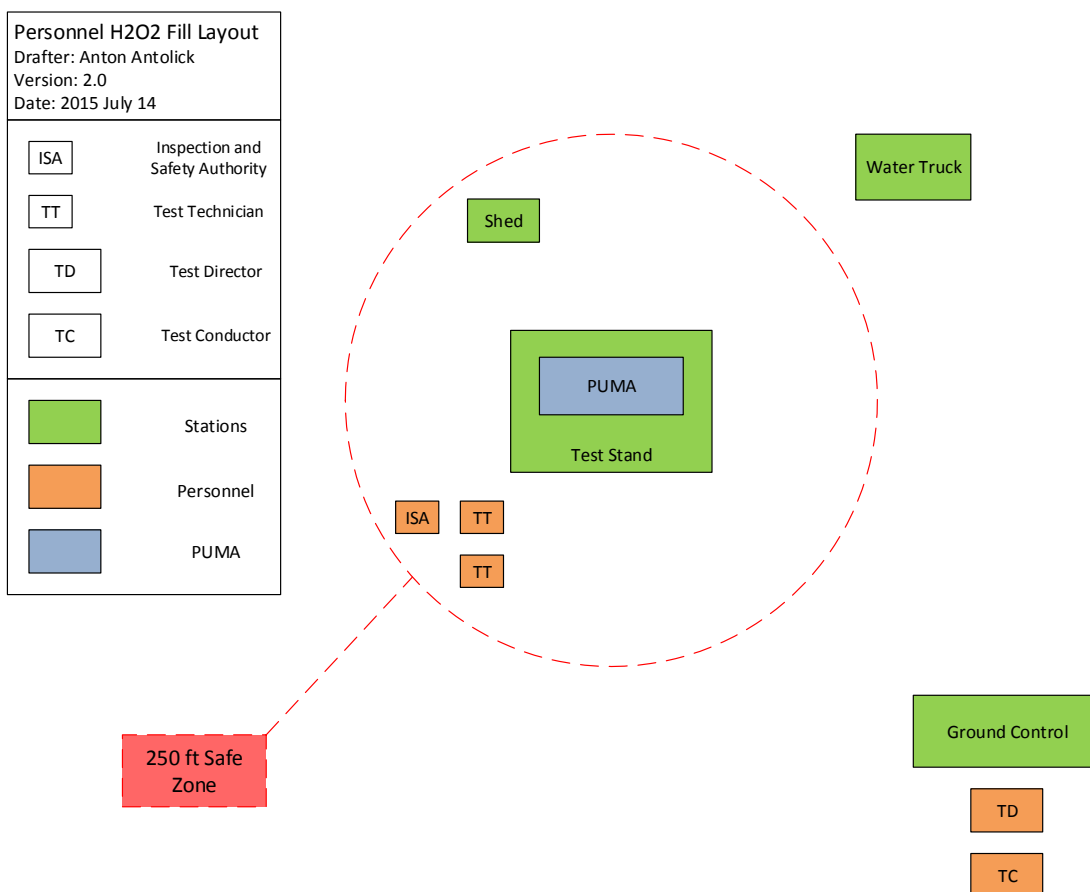 Personnel H2O2 Fill Layout
Drafter: Anton Antolick
Version: 2.0
Date: 2015 July 14
ISA
Inspection and
Safety Authority
TT
Test Technician
TD
Test Director
TC
Test Conductor
Stations
Personnel
PUMA
Water Truck
Shed
PUMA
Test Stand
ISA
TT
TT
250 ft Safe
Zone
Ground Control
TD
TC